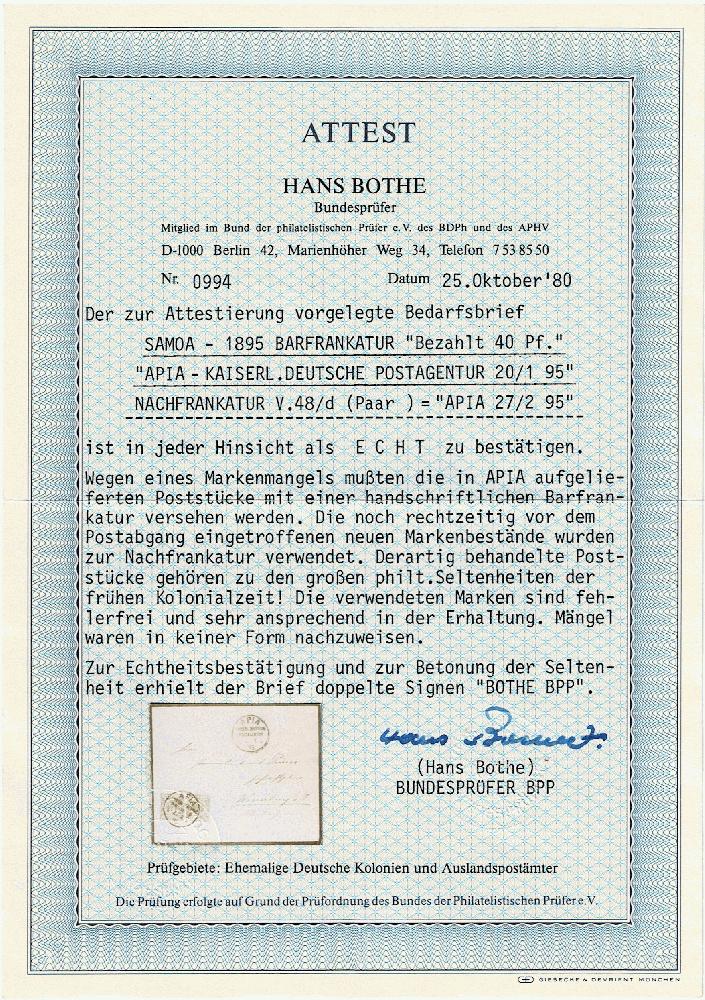 ATTEST
HANS BOTHE
Bundesprüfer
Mitglied im Bund der philatelistischen Prüfer e.V. des BDPh und des APHV
D-1000 Berlin 42, Marienhöher Weg 34, Telefon 7538550
Nr. 0994 Datum 25.Oktober'80
Der zur Attestierung vorgelegte Bedarfsbrief
SAMOA - 1895 BARFRANKATUR "Bezahlt 40 Pf."
"APIA - KAISERL.DEUTSCHE POSTAGENTUR 20/1 95"
NACHFRANKATUR V.48/d (Paar ) = "APIA 27/2 95"
ist in jeder Hinsicht als E C H T zu bestätigen.
Wegen eines Markenmangels mußten die in APIA aufgelie-
ferten Poststücke mit einer handschriftlichen Barfran-
katur versehen werden. Die noch rechtzeitig vor dem
Postabgang eingetroffenen neuen Markenbestände wurden
zur Nachfrankatur verwendet. Derartig behandelte Post-
stücke gehören zu den großen philt.Seltenheiten der
frühen Kolonialzeit! Die verwendeten Marken sind feh-
lerfrei und sehr ansprechend in der Erhaltung. Mängel
waren in keiner Form nachzuweisen.
Zur Echtheitsbestätigung und zur Betonung der Selten-
heit erhielt der Brief doppelte Signen "BOTHE BPP".
APIA
(Hans Bothe)
BUNDESPRÜFER BPP
Prüfgebiete: Ehemalige Deutsche Kolonien und Auslandspostämter
Die Prüfung erfolgte auf Grund der Prüfordnung des Bundes der Philatelistischen Prüfer e.V.
GIESECKE & DEVRIENT MÜNCHEN